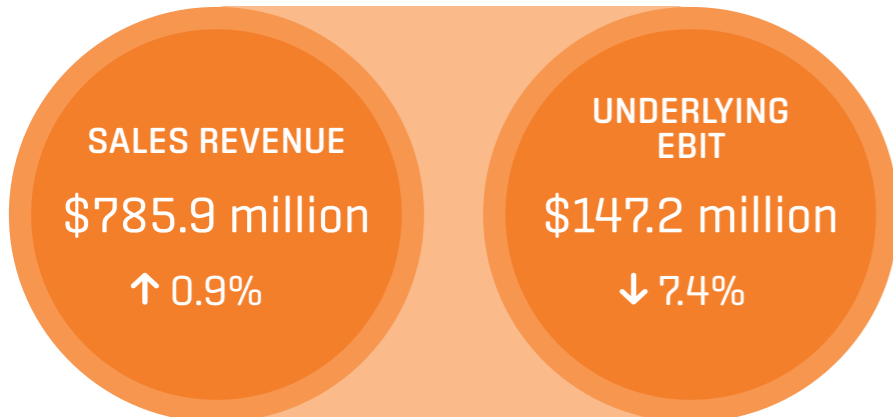 SALES REVENUE
$785.9 million
↑ 0.9%
UNDERLYING
EBIT
$147.2 million
↓ 7.4%